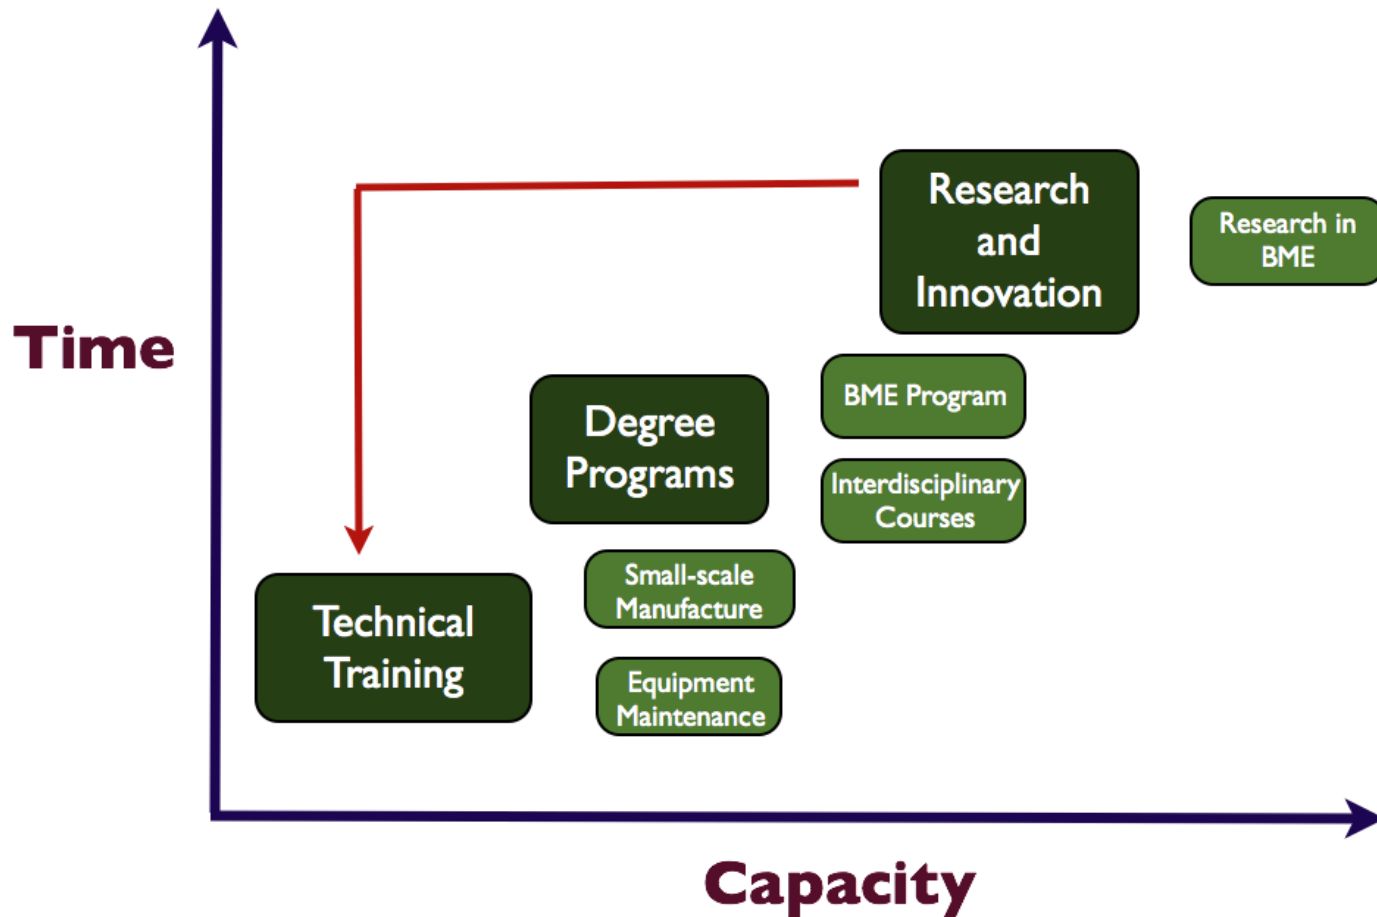 Research
and
Innovation
Research in
BME
Time
BME Program
Degree
Programs
Interdisciplinary
Courses
Small-scale
Manufacture
Technical
Training
Equipment
Maintenance
Capacity